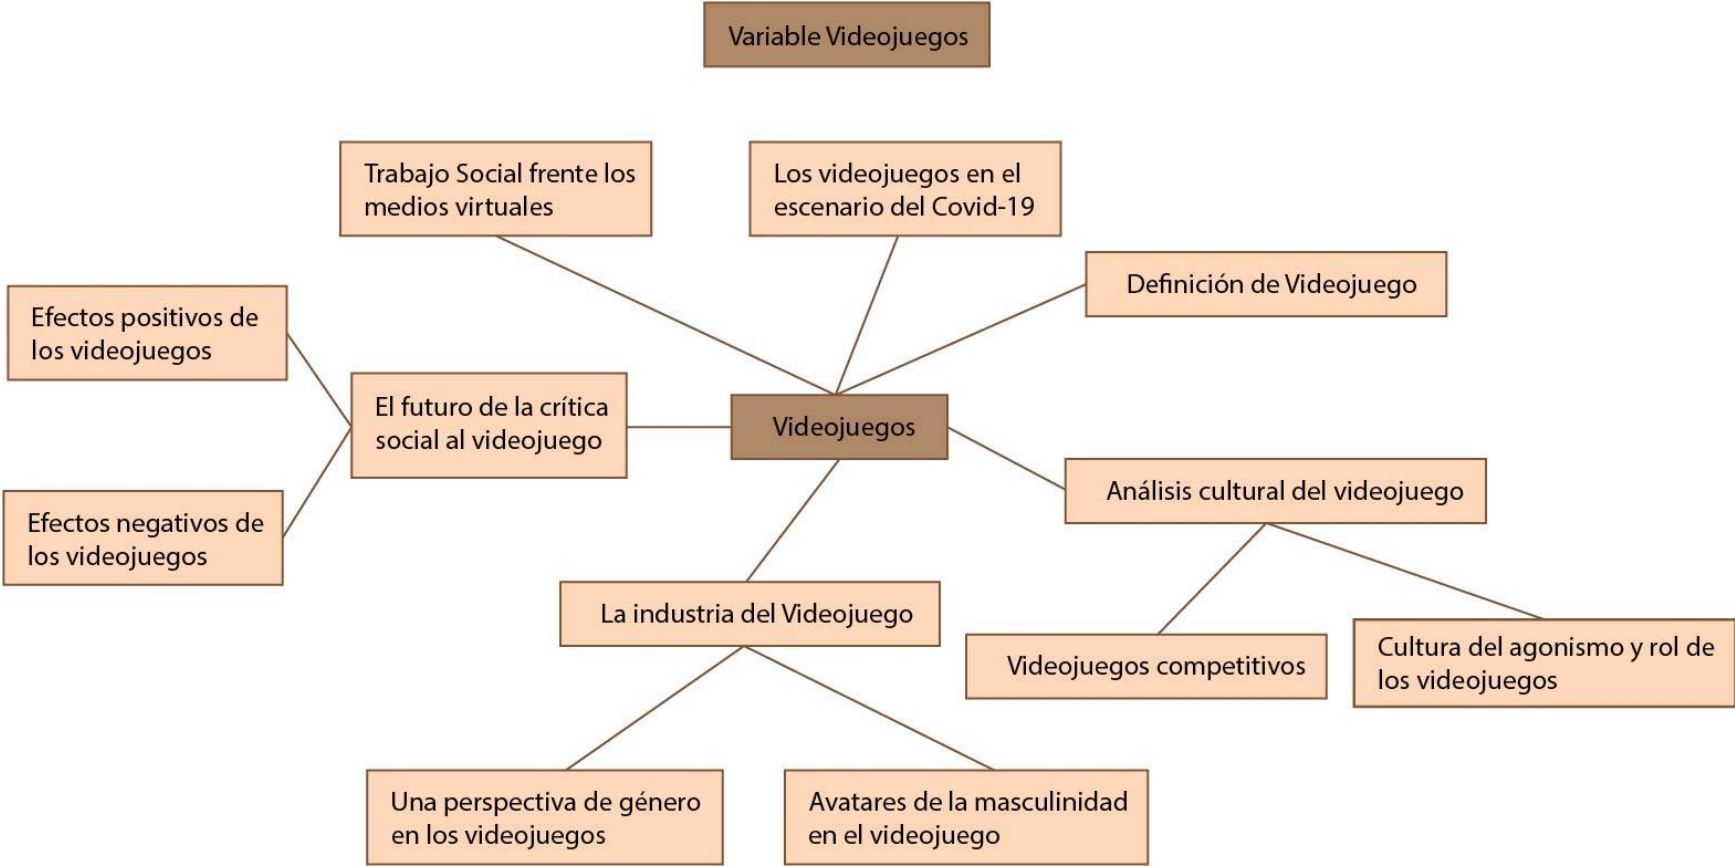 Variable Videojuegos
Trabajo Social frente los
medios virtuales
Los videojuegos en el
escenario del Covid-19
Definición de Videojuego
Efectos positivos de
los videojuegos
El futuro de la crítica
social al videojuego
Videojuegos
Efectos negativos de
los videojuegos
Análisis cultural del videojuego
La industria del Videojuego
Videojuegos competitivos
Cultura del agonismo y rol de
los videojuegos
Una perspectiva de género
en los videojuegos
Avatares de la masculinidad
en el videojuego